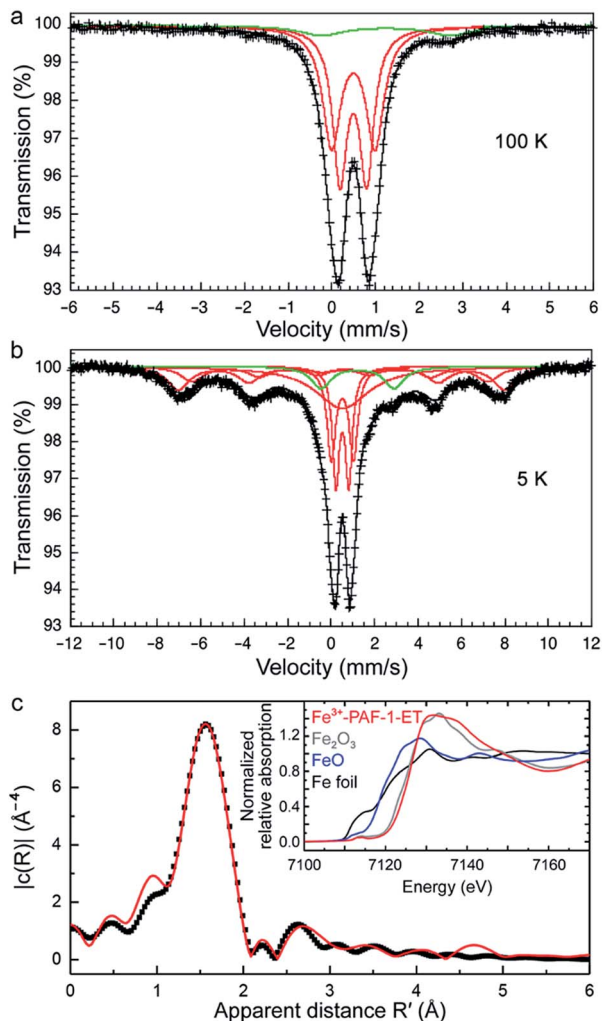 a
100
99
98
97
96
95
94
93
Transmission (%)
100 K
−6 −5 −4 −3 −2 −1 0 1 2 3 4 5 6
Velocity (mm/s)
b
100
99
98
97
96
95
94
93
Transmission (%)
5 K
−12 −10 −8 −6 −4 −2 0 2 4 6 8 10 12
Velocity (mm/s)
c
8
6
4
2
0
|c(R)| (Å⁻⁴)
Fe³⁺-PAF-1-ET
Fe₂O₃
FeO
Fe foil
Normalized
relative absorption
1.2
0.8
0.4
0.0
7100 7120 7140 7160
Energy (eV)
0 1 2 3 4 5 6
Apparent distance R′ (Å)